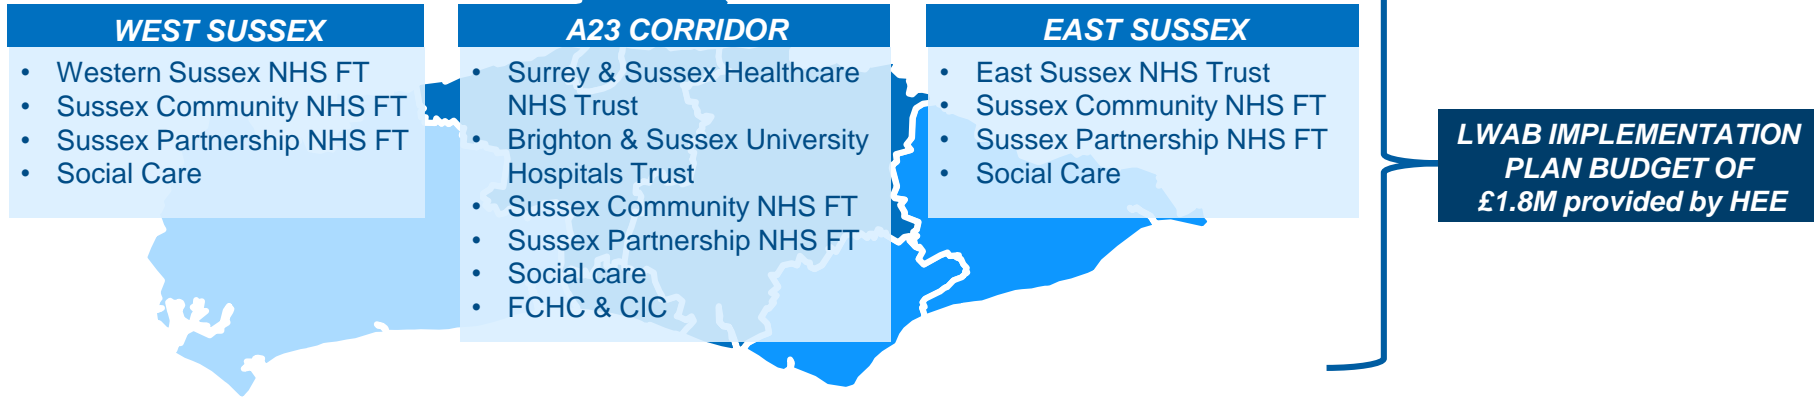 WEST SUSSEX
• Western Sussex NHS FT
• Sussex Community NHS FT
• Sussex Partnership NHS FT
• Social Care
A23 CORRIDOR
• Surrey & Sussex Healthcare
NHS Trust
• Brighton & Sussex University
Hospitals Trust
• Sussex Community NHS FT
• Sussex Partnership NHS FT
• Social care
• FCHC & CIC
EAST SUSSEX
• East Sussex NHS Trust
• Sussex Community NHS FT
• Sussex Partnership NHS FT
• Social Care
LWAB IMPLEMENTATION
PLAN BUDGET OF
£1.8M provided by HEE